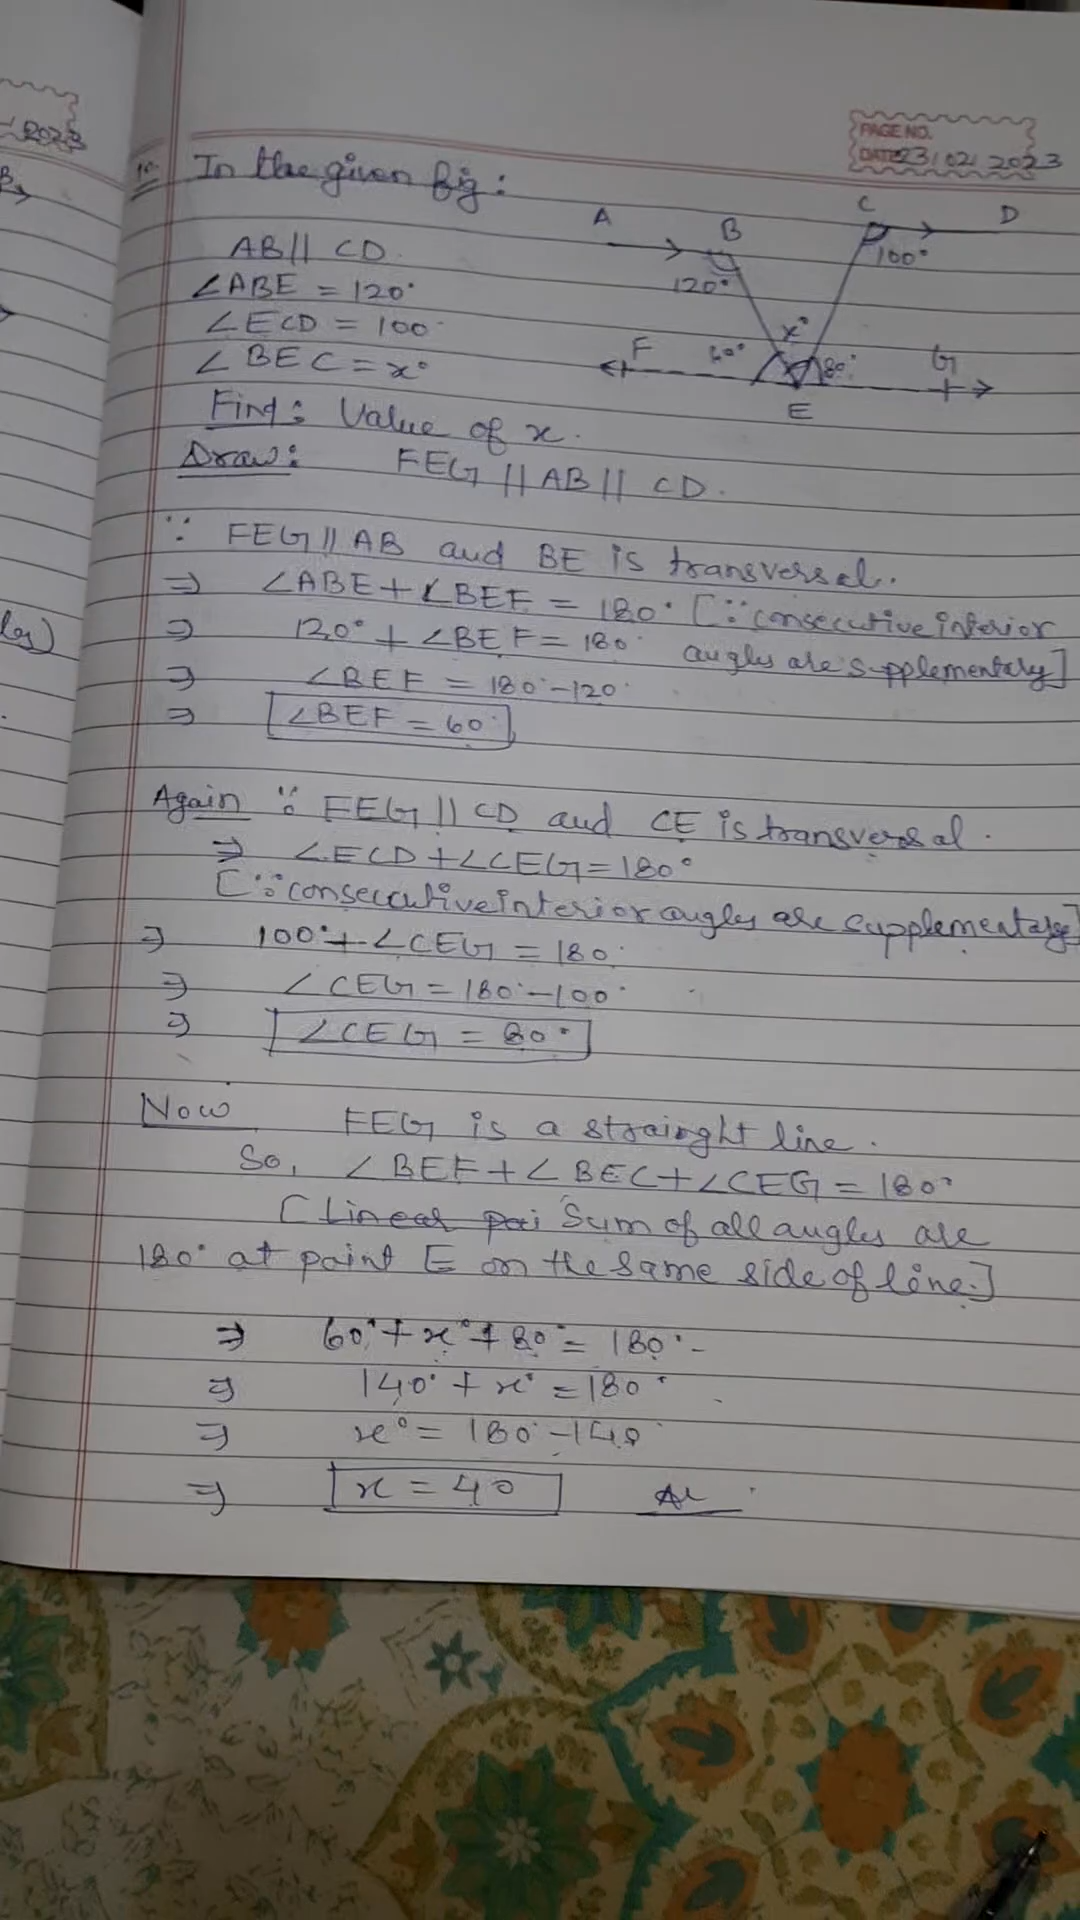 2023
B
les)
PAGE NO.
DATE 23/02/2023
10. In the given fig:
A B C D
AB || CD.
∠ABE = 120°
∠ECD = 100°
∠BEC = x°
120° 100°
x°
F 60° 80° G
E
Find: Value of x.
Draw: FEG || AB || CD.
∵ FEG || AB and BE is transversal.
⇒ ∠ABE + ∠BEF = 180° [∵ consecutive interior
angles are supplementary]
⇒ 120° + ∠BEF = 180°
⇒ ∠BEF = 180° - 120°
⇒ ∠BEF = 60°
Again ∵ FEG || CD and CE is transversal.
⇒ ∠ECD + ∠CEG = 180°
[∵ consecutive interior angles are supplementary]
⇒ 100° + ∠CEG = 180°
⇒ ∠CEG = 180° - 100°
⇒ ∠CEG = 80°
Now FEG is a strainght line.
So, ∠BEF + ∠BEC + ∠CEG = 180°
[Linear pai Sum of all angles are
180° at point E on the same side of line.]
⇒ 60° + x° + 80° = 180°
⇒ 140° + x° = 180°
⇒ x° = 180° - 140°
⇒ x = 40